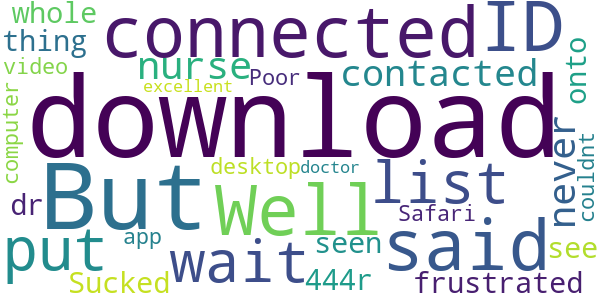 whole connected ID
thing nurse contacted onto
video Poor
excellent
computer download
But Well list never couldnt
desktop doctor
dr Safari
put app wait seen said see
Sucked 444r frustrated